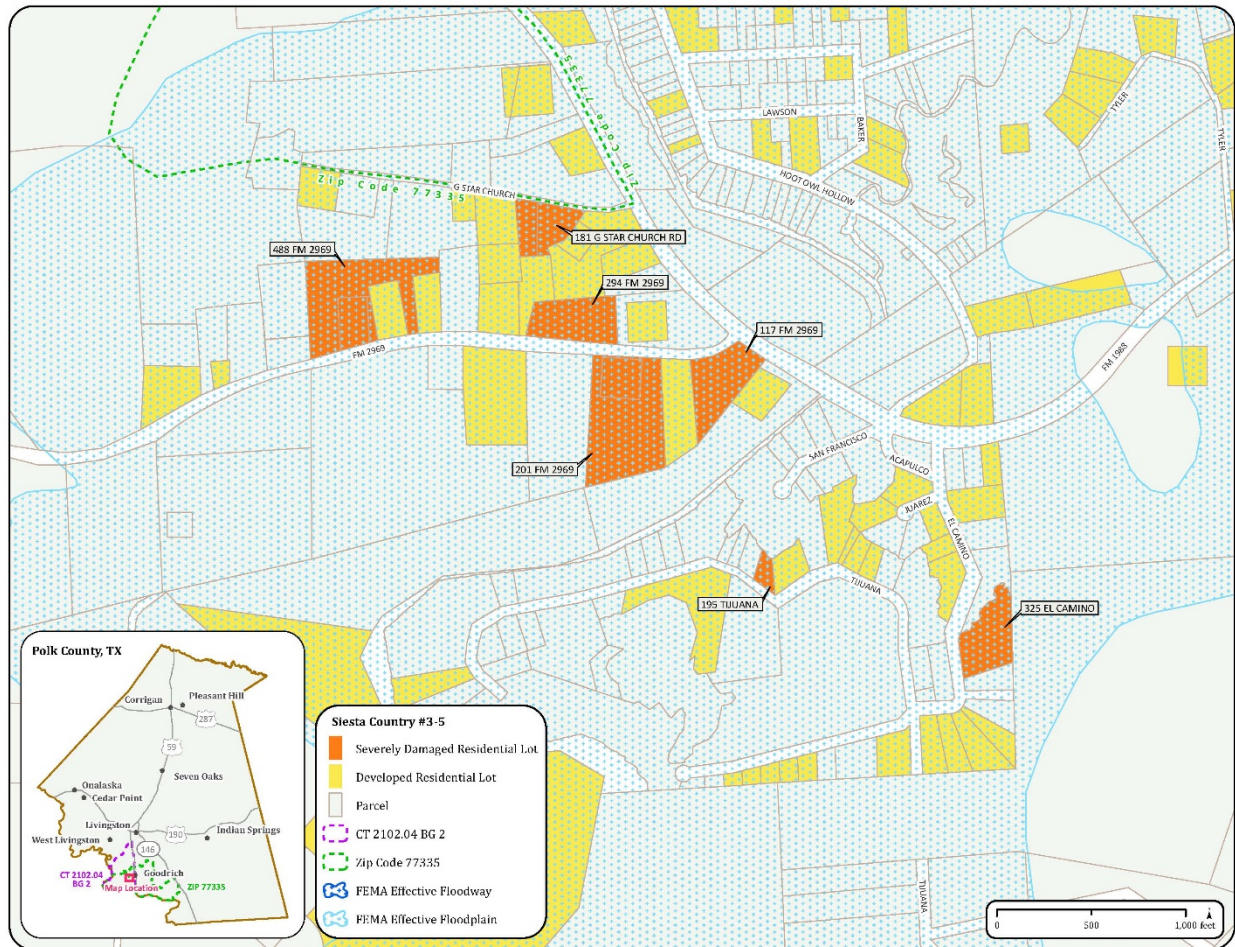 Zip Code 77335
LAWSON
BAKER
TYLER
TYLER
HOOT OWL HOLLOW
G STAR CHURCH
Zip Code 77335
181 G STAR CHURCH RD
488 FM 2969
294 FM 2969
117 FM 2969
FM 2969
FM 1988
201 FM 2969
SAN FRANCISCO
ACAPULCO
JUAREZ
EL CAMINO
TIJUANA
195 TIJUANA
325 EL CAMINO
TIJUANA
Polk County, TX
Corrigan
Pleasant Hill
287
59
Seven Oaks
Onalaska
Cedar Point
Livingston
190
Indian Springs
West Livingston
146
Goodrich
CT 2102.04
BG 2
Map Location
ZIP 77335
Siesta Country #3-5
Severely Damaged Residential Lot
Developed Residential Lot
Parcel
CT 2102.04 BG 2
Zip Code 77335
FEMA Effective Floodway
FEMA Effective Floodplain
0 500 1,000 feet